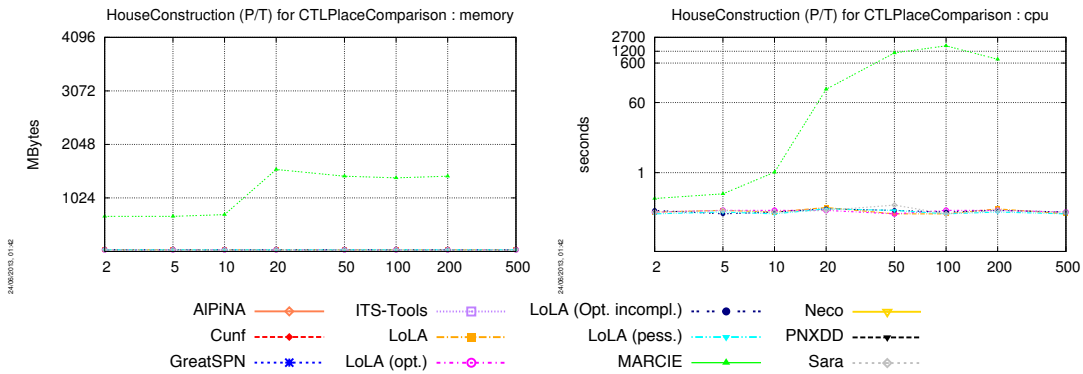 HouseConstruction (P/T) for CTLPlaceComparison : memory
4096
3072
2048
1024
MBytes
2 5 10 20 50 100 200 500
24/06/2013, 01:42
HouseConstruction (P/T) for CTLPlaceComparison : cpu
2700
1200
600
60
1
seconds
2 5 10 20 50 100 200 500
24/06/2013, 01:42
AlPiNA
Cunf
GreatSPN
ITS-Tools
LoLA
LoLA (opt.)
LoLA (Opt. incompl.)
LoLA (pess.)
MARCIE
Neco
PNXDD
Sara